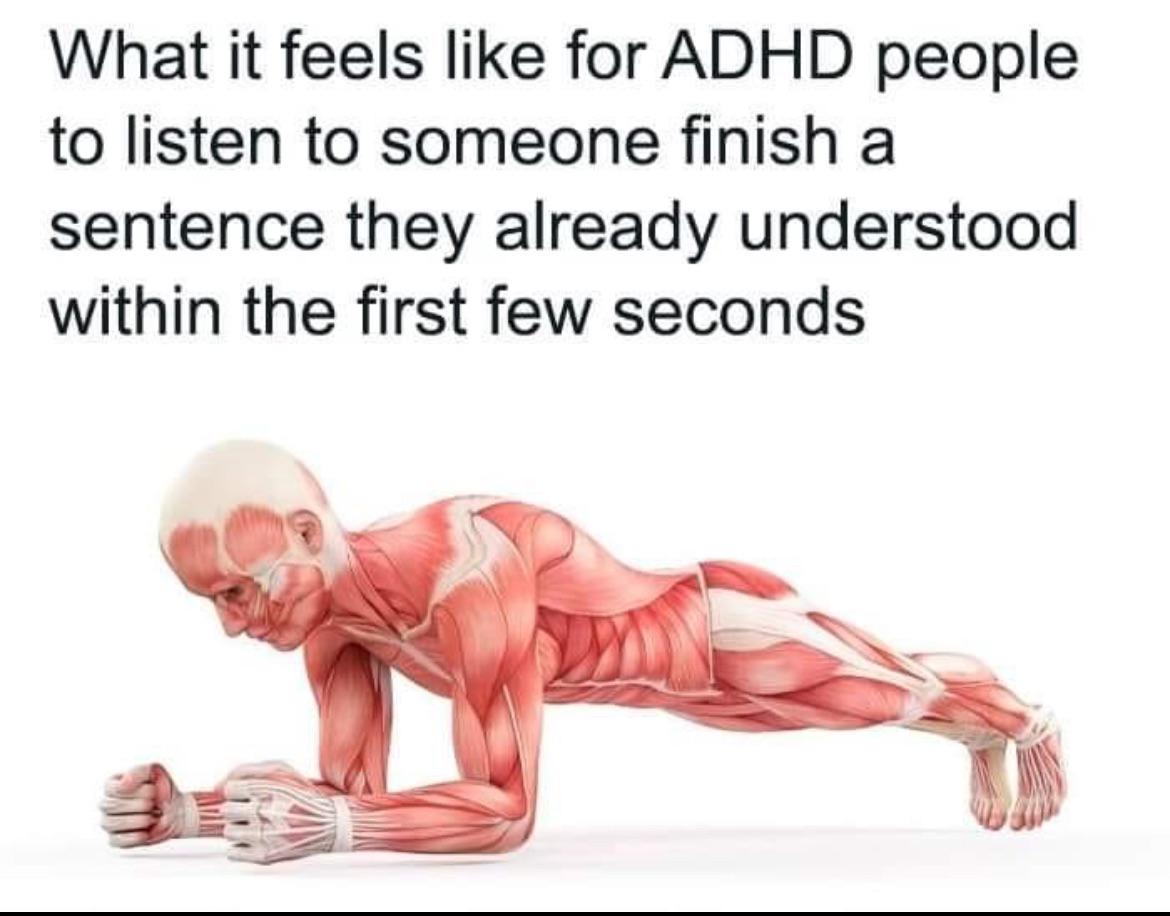 What it feels like for ADHD people
to listen to someone finish a
sentence they already understood
within the first few seconds